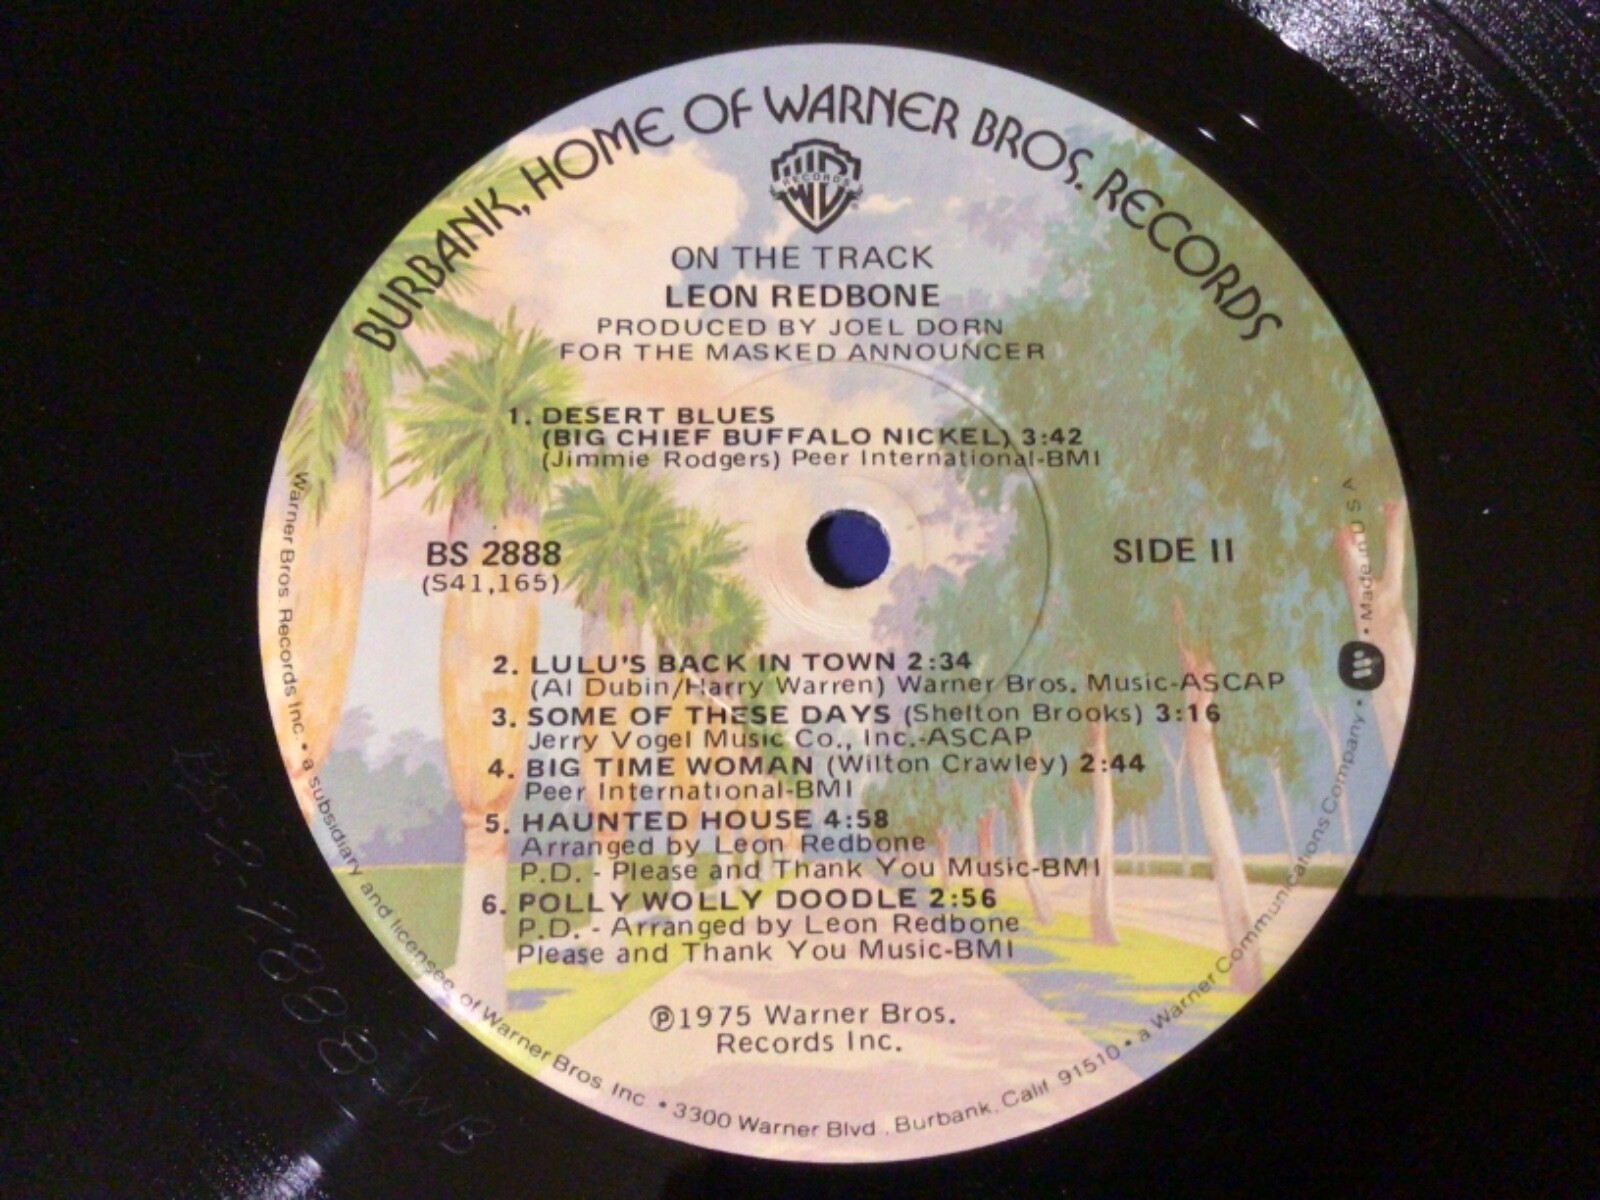 BURBANK, HOME OF WARNER BROS. RECORDS
RECORDS
ON THE TRACK
LEON REDBONE
PRODUCED BY JOEL DORN
FOR THE MASKED ANNOUNCER
1. DESERT BLUES
(BIG CHIEF BUFFALO NICKEL) 3:42
(Jimmie Rodgers) Peer International-BMI
BS 2888
(S41,165)
SIDE II
2. LULU'S BACK IN TOWN 2:34
(Al Dubin/Harry Warren) Warner Bros. Music-ASCAP
3. SOME OF THESE DAYS (Shelton Brooks) 3:16
Jerry Vogel Music Co., Inc.-ASCAP
4. BIG TIME WOMAN (Wilton Crawley) 2:44
Peer International-BMI
5. HAUNTED HOUSE 4:58
Arranged by Leon Redbone
P.D. - Please and Thank You Music-BMI
6. POLLY WOLLY DOODLE 2:56
P.D. - Arranged by Leon Redbone
Please and Thank You Music-BMI
℗1975 Warner Bros.
Records Inc.
Warner Bros. Records Inc. • a subsidiary and licensee of Warner Bros. Inc. • 3300 Warner Blvd., Burbank, Calif. 91510 • a Warner Communications Company • Made in U S A